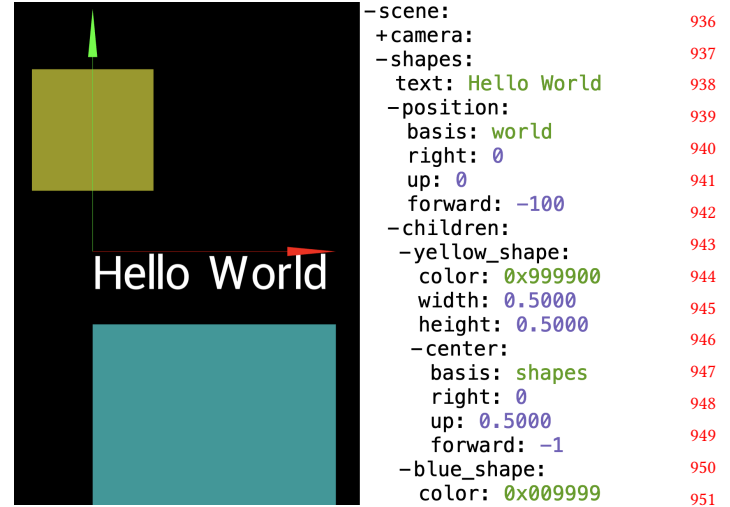 Hello World
-scene:
+camera:
-shapes:
text: Hello World
-position:
basis: world
right: 0
up: 0
forward: -100
-children:
-yellow_shape:
color: 0x999900
width: 0.5000
height: 0.5000
-center:
basis: shapes
right: 0
up: 0.5000
forward: -1
-blue_shape:
color: 0x009999
936
937
938
939
940
941
942
943
944
945
946
947
948
949
950
951